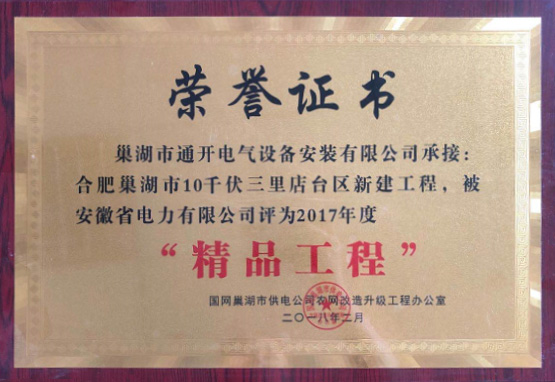 荣誉证书
巢湖市通开电气设备安装有限公司承接：
合肥巢湖市10千伏三里店台区新建工程，被
安徽省电力有限公司评为2017年度
“精品工程”
国网巢湖市供电公司农网改造升级工程办公室
二〇一八年二月